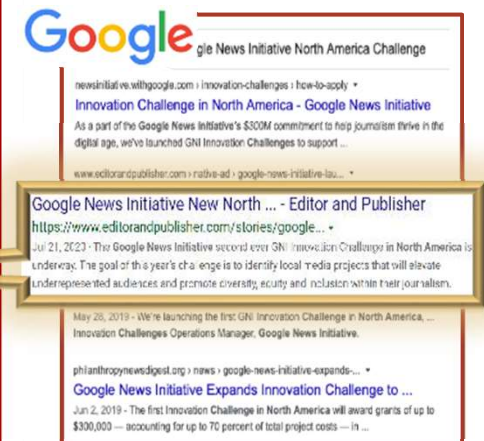 Google
gle News Initiative North America Challenge
newsinitiative.withgoogle.com › innovation-challenges › how-to-apply
Innovation Challenge in North America - Google News Initiative
As a part of the Google News Initiative's $300M commitment to help journalism thrive in the
digital age, we've launched GNI Innovation Challenges to support ...
www.editorandpublisher.com › native-ad › google-news-initiative-lau...
Google News Initiative New North ... - Editor and Publisher
https://www.editorandpublisher.com/stories/google...
Jul 21, 2023 - The Google News Initiative second ever GNI Innovation Challenge in North America is
underway. The goal of this year's challenge is to identify local media projects that will elevate
underrepresented audiences and promote diversity, equity and inclusion within their journalism.
May 28, 2019 - We're launching the first GNI Innovation Challenge in North America, ...
Innovation Challenges Operations Manager, Google News Initiative.
philanthropynewsdigest.org › news › google-news-initiative-expands-...
Google News Initiative Expands Innovation Challenge to ...
Jun 2, 2019 - The first Innovation Challenge in North America will award grants of up to
$300,000 — accounting for up to 70 percent of total project costs — in ...